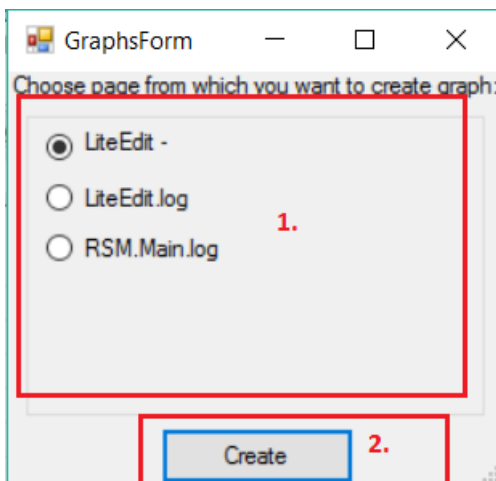 GraphsForm
Choose page from which you want to create graph:
LiteEdit -
LiteEdit.log
1.
RSM.Main.log
Create
2.